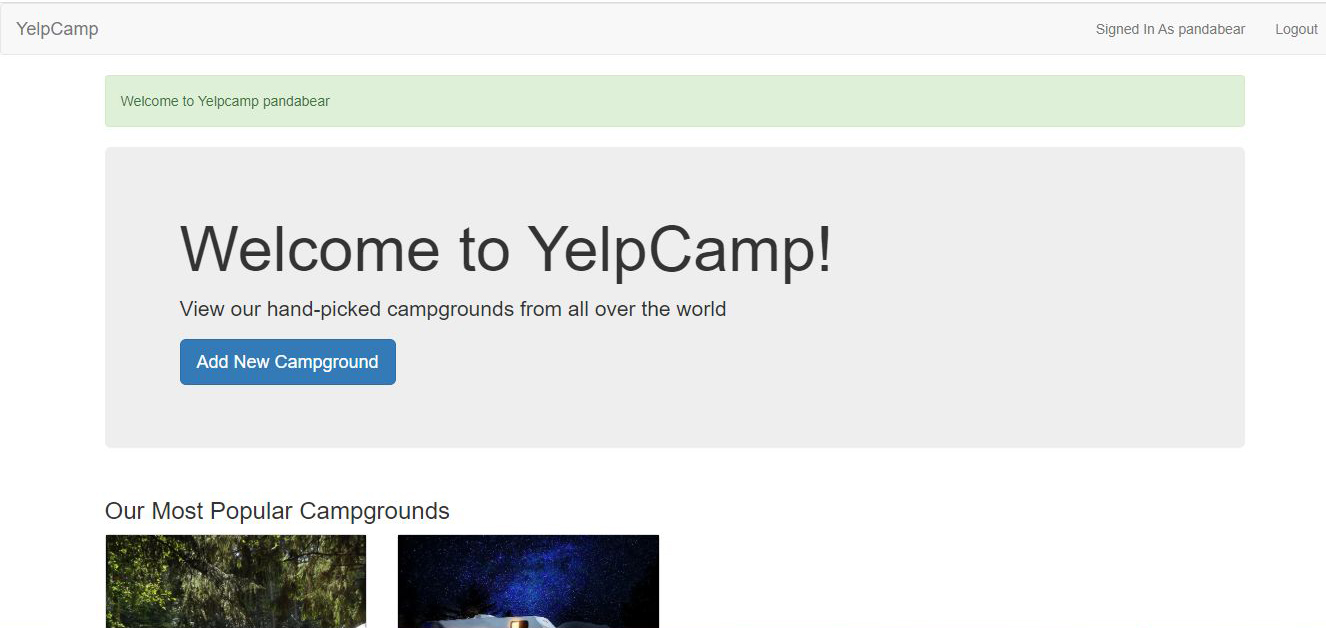 YelpCamp
Signed In As pandabear
Logout
Welcome to Yelpcamp pandabear
Welcome to YelpCamp!
View our hand-picked campgrounds from all over the world
Add New Campground
Our Most Popular Campgrounds